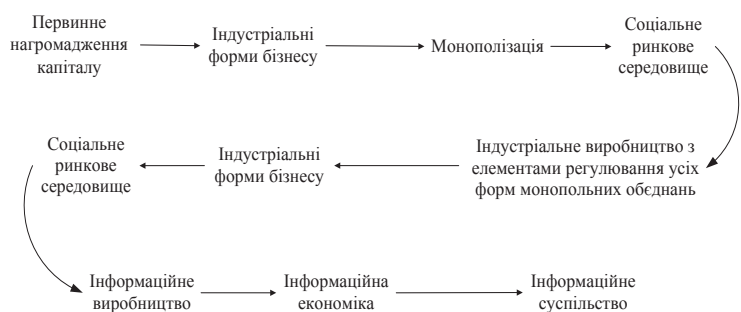 Первинне
нагромадження
капіталу
Індустріальні
форми бізнесу
Монополізація
Соціальне
ринкове
середовище
Соціальне
ринкове
середовище
Індустріальні
форми бізнесу
Індустріальне виробництво з
елементами регулювання усіх
форм монопольних обєднань
Інформаційне
виробництво
Інформаційна
економіка
Інформаційне
суспільство